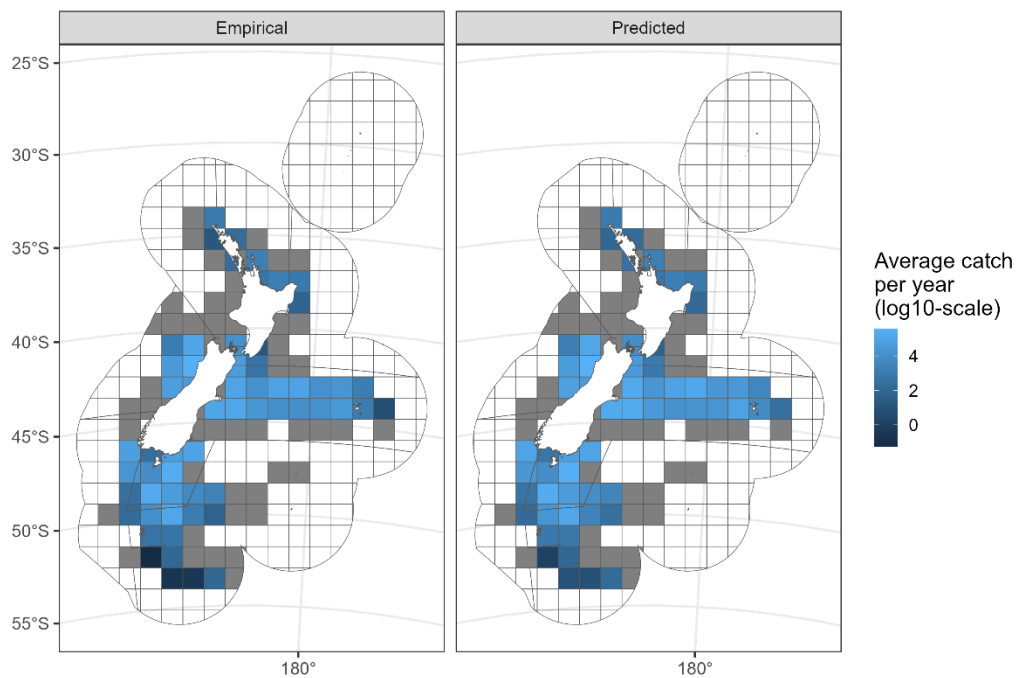 Empirical
Predicted
25°S
30°S
35°S
40°S
45°S
50°S
55°S
180°
180°
Average catch
per year
(log10-scale)
4
2
0